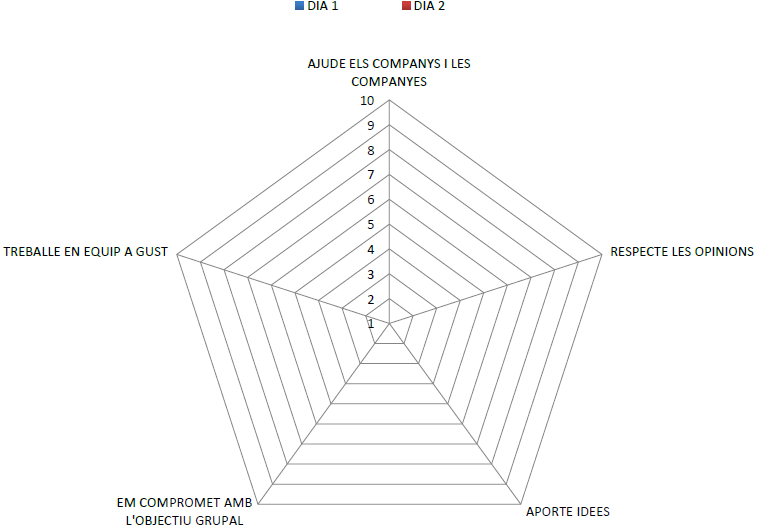 DIA 1 DIA 2
AJUDE ELS COMPANYS I LES
COMPANYES
10
9
8
7
6
5
4
3
2
1
TREBALLE EN EQUIP A GUST
RESPECTE LES OPINIONS
EM COMPROMET AMB
L'OBJECTIU GRUPAL
APORTE IDEES